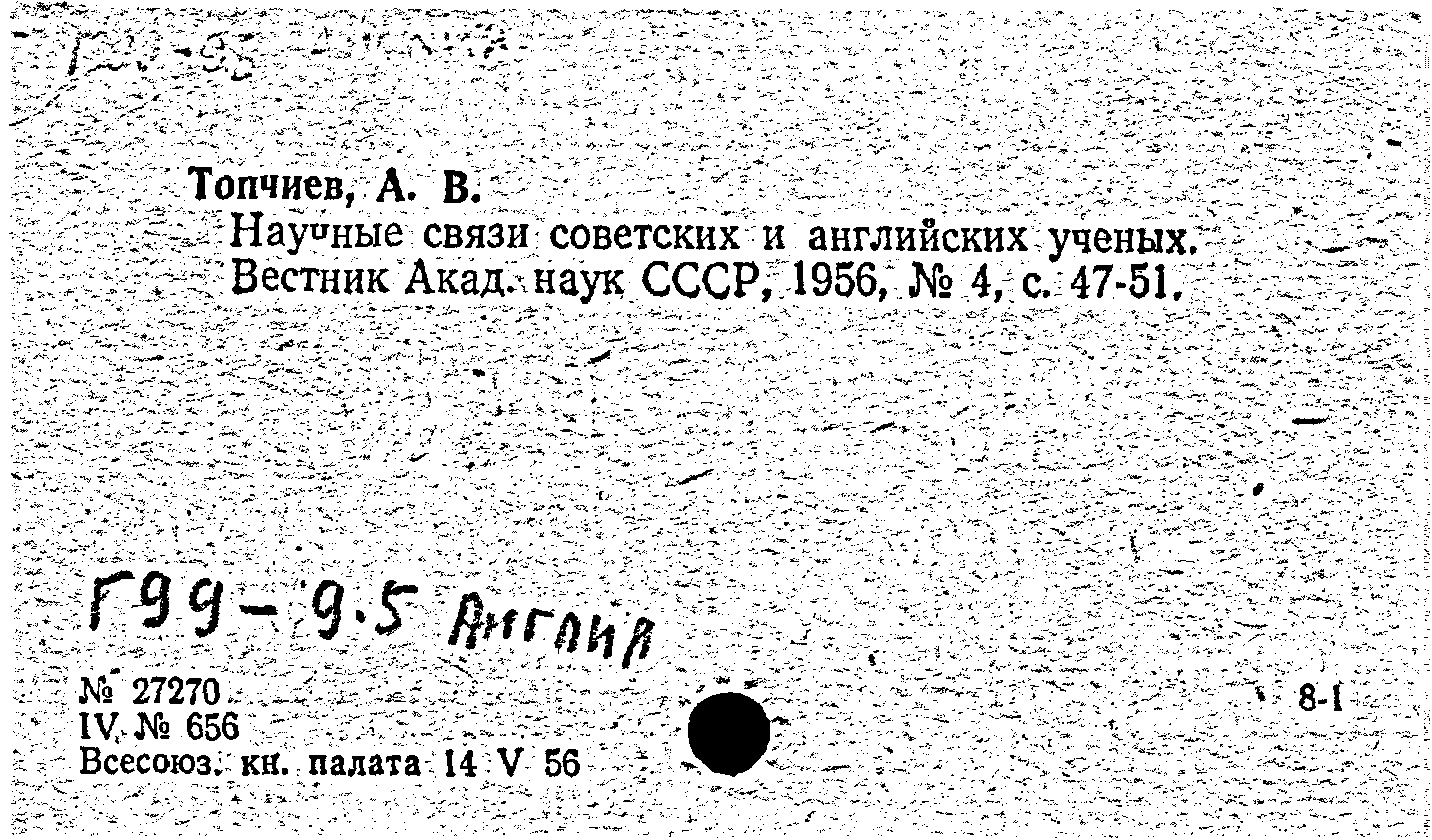 Топчиев, А. В.
Научные связи советских и английских ученых.
Вестник Акад. наук СССР, 1956, № 4, с. 47-51.
Г99-9.5 Англия
№ 27270
8-1
IV. № 656
Всесоюз. кн. палата 14 V 56